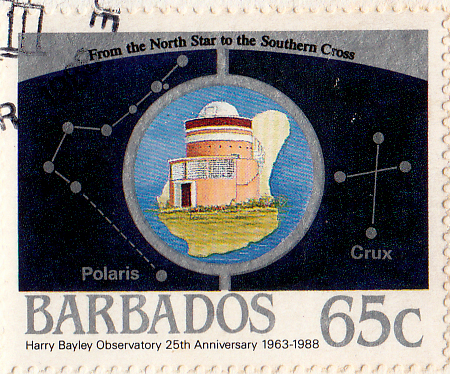 From the North Star to the Southern Cross
Polaris
Crux
BARBADOS 65c
Harry Bayley Observatory 25th Anniversary 1963-1988